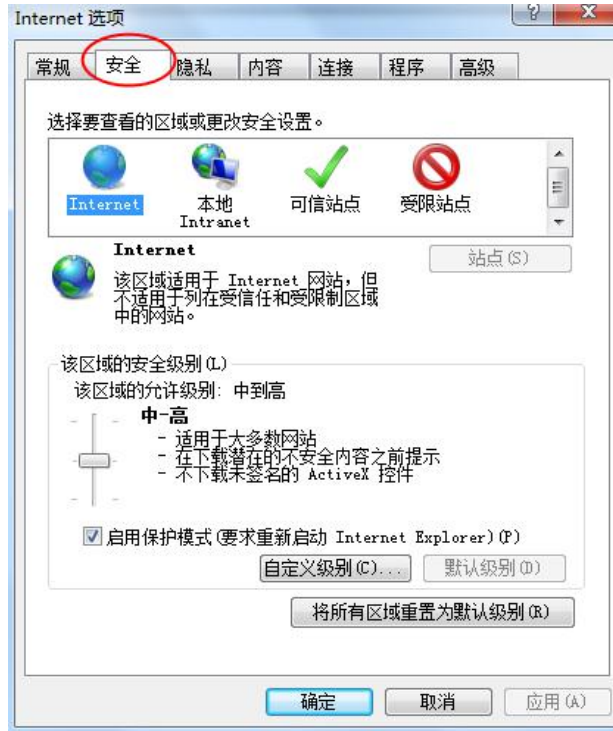 Internet 选项
常规 安全 隐私 内容 连接 程序 高级
选择要查看的区域或更改安全设置。
Internet 本地 Intranet 可信站点 受限站点
Internet
站点(S)
该区域适用于 Internet 网站，但
不适用于列在受信任和受限制区域
中的网站。
该区域的安全级别(L)
该区域的允许级别: 中到高
中-高
- 适用于大多数网站
- 在下载潜在的不安全内容之前提示
- 不下载未签名的 ActiveX 控件
启用保护模式(要求重新启动 Internet Explorer)(P)
自定义级别(C)... 默认级别(D)
将所有区域重置为默认级别(R)
确定 取消 应用(A)